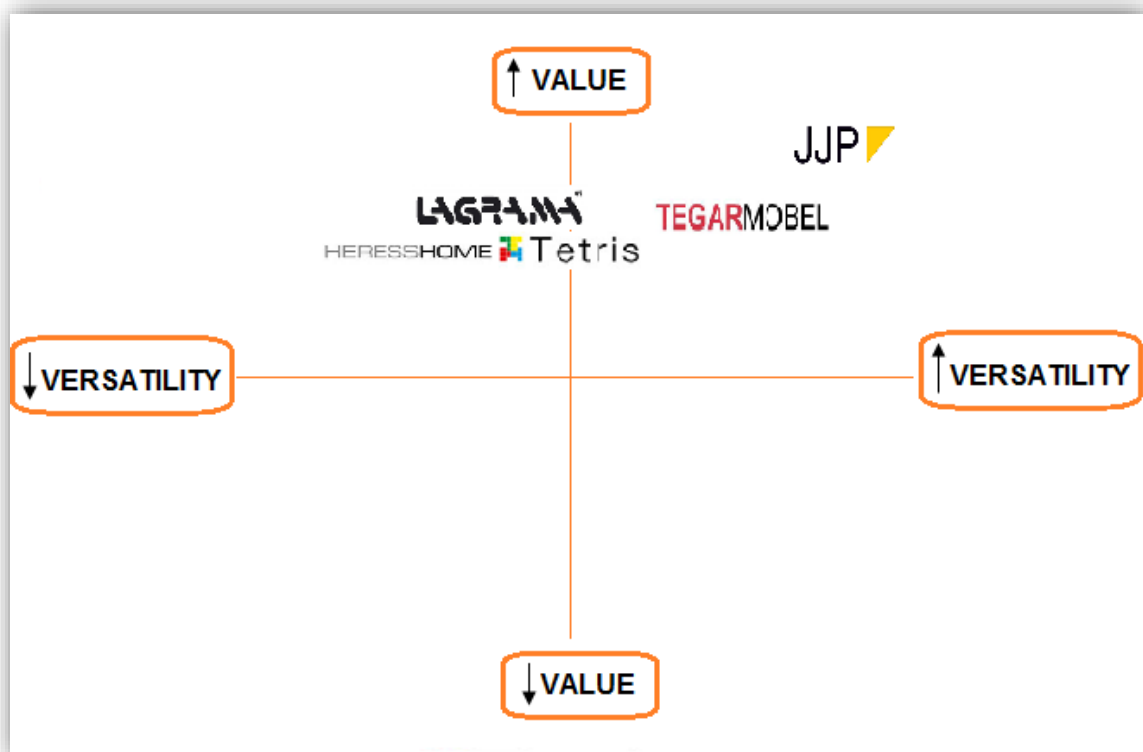 VALUE
JJP
LAGRAMA
TEGARMOBEL
HERESSHOME Tetris
VERSATILITY
VERSATILITY
VALUE